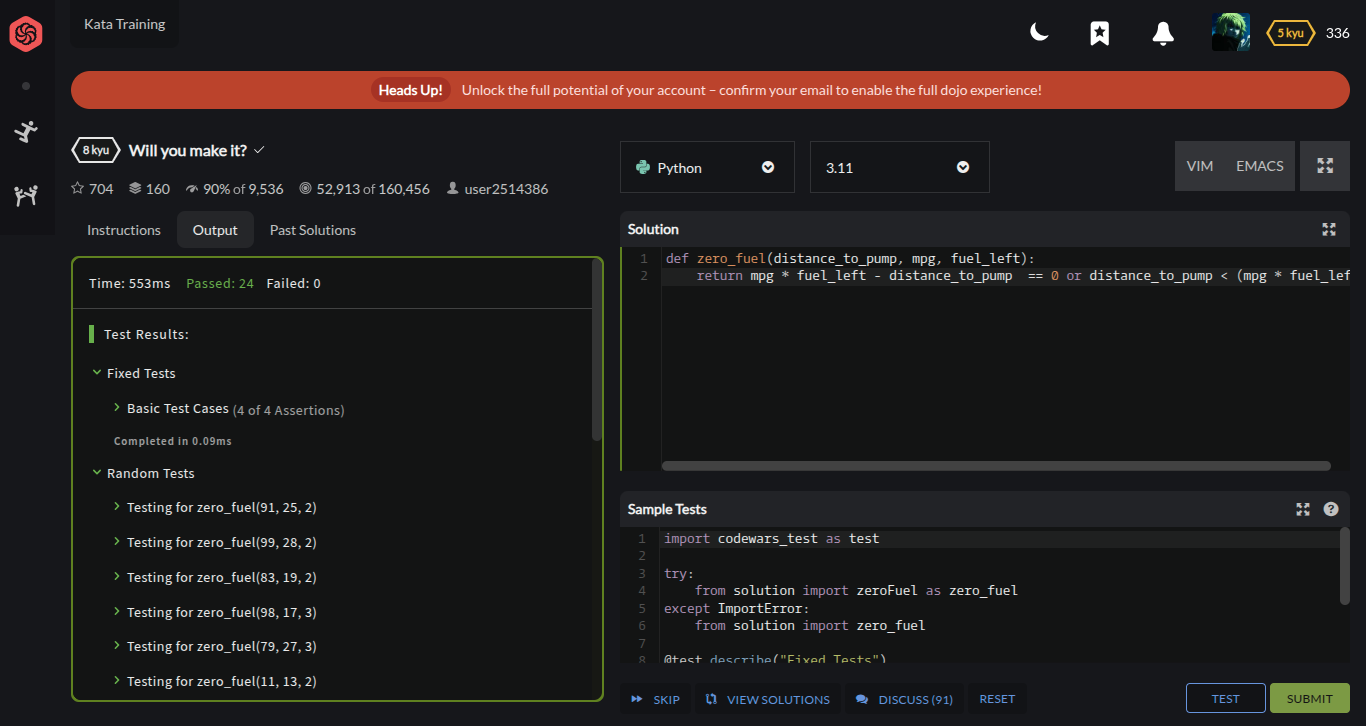 Kata Training
5 kyu 336
Heads Up! Unlock the full potential of your account – confirm your email to enable the full dojo experience!
8 kyu Will you make it?
704 160 90% of 9,536 52,913 of 160,456 user2514386
Instructions Output Past Solutions
Time: 553ms Passed: 24 Failed: 0
Test Results:
Fixed Tests
Basic Test Cases (4 of 4 Assertions)
Completed in 0.09ms
Random Tests
Testing for zero_fuel(91, 25, 2)
Testing for zero_fuel(99, 28, 2)
Testing for zero_fuel(83, 19, 2)
Testing for zero_fuel(98, 17, 3)
Testing for zero_fuel(79, 27, 3)
Testing for zero_fuel(11, 13, 2)
Python 3.11 VIM EMACS
Solution
1 def zero_fuel(distance_to_pump, mpg, fuel_left):
2 return mpg * fuel_left - distance_to_pump  == 0 or distance_to_pump < (mpg * fuel_lef
Sample Tests
1 import codewars_test as test
2
3 try:
4 from solution import zeroFuel as zero_fuel
5 except ImportError:
6 from solution import zero_fuel
7
8 @test.describe("Fixed Tests")
SKIP VIEW SOLUTIONS DISCUSS (91) RESET TEST SUBMIT